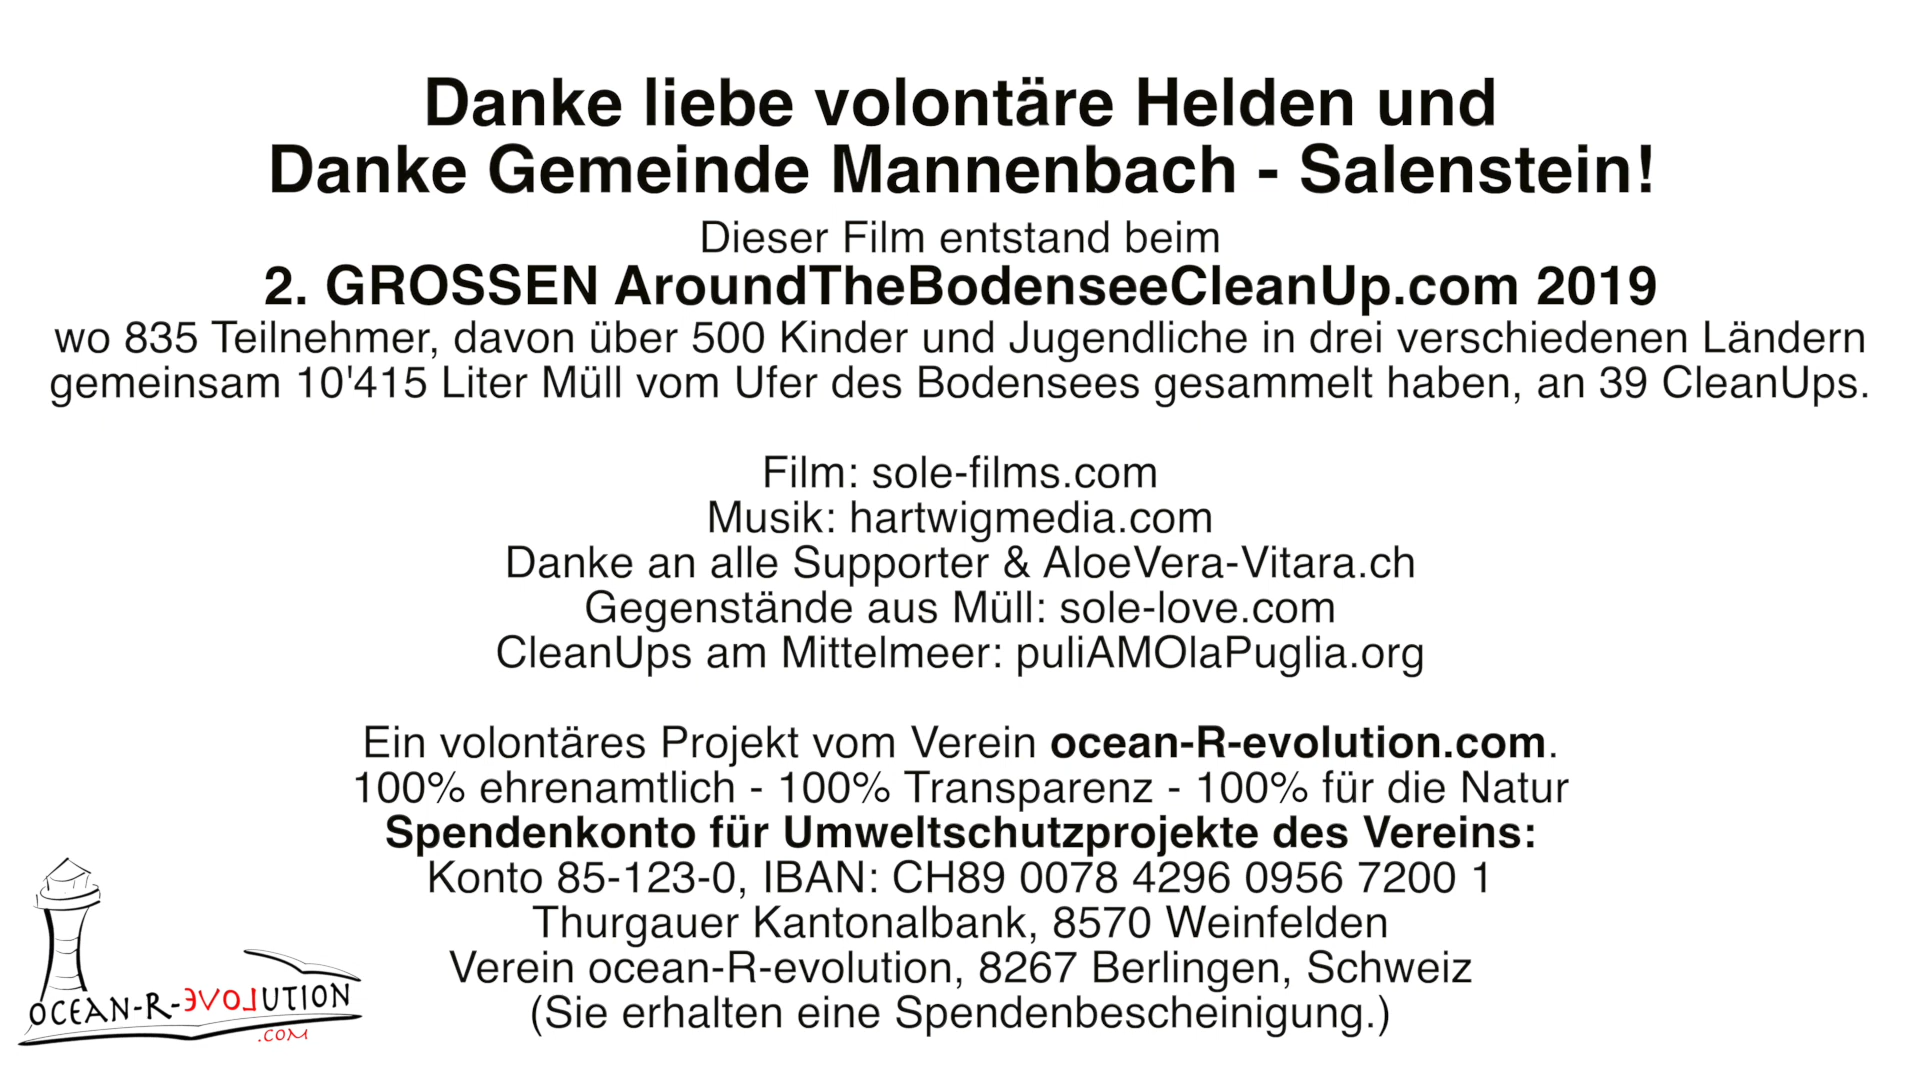 Danke liebe volontäre Helden und
Danke Gemeinde Mannenbach - Salenstein!
Dieser Film entstand beim
2. GROSSEN AroundTheBodenseeCleanUp.com 2019
wo 835 Teilnehmer, davon über 500 Kinder und Jugendliche in drei verschiedenen Ländern
gemeinsam 10'415 Liter Müll vom Ufer des Bodensees gesammelt haben, an 39 CleanUps.
Film: sole-films.com
Musik: hartwigmedia.com
Danke an alle Supporter & AloeVera-Vitara.ch
Gegenstände aus Müll: sole-love.com
CleanUps am Mittelmeer: puliAMOlaPuglia.org
Ein volontäres Projekt vom Verein ocean-R-evolution.com.
100% ehrenamtlich - 100% Transparenz - 100% für die Natur
Spendenkonto für Umweltschutzprojekte des Vereins:
Konto 85-123-0, IBAN: CH89 0078 4296 0956 7200 1
Thurgauer Kantonalbank, 8570 Weinfelden
Verein ocean-R-evolution, 8267 Berlingen, Schweiz
(Sie erhalten eine Spendenbescheinigung.)
OCEAN-R-EVOLUTION
.COM